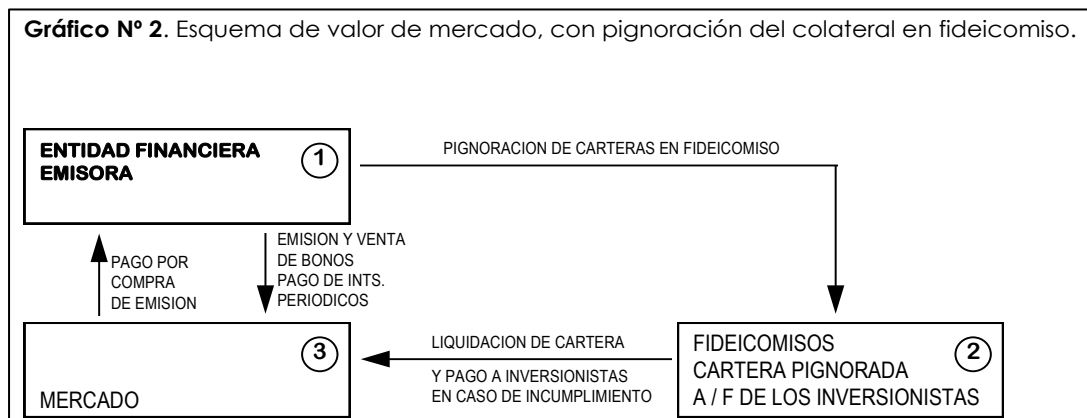 Gráfico Nº 2. Esquema de valor de mercado, con pignoración del colateral en fideicomiso.
ENTIDAD FINANCIERA
EMISORA
1
PIGNORACION DE CARTERAS EN FIDEICOMISO
PAGO POR
COMPRA
DE EMISION
EMISION Y VENTA
DE BONOS
PAGO DE INTS.
PERIODICOS
3
MERCADO
LIQUIDACION DE CARTERA
Y PAGO A INVERSIONISTAS
EN CASO DE INCUMPLIMIENTO
FIDEICOMISOS
CARTERA PIGNORADA
A / F DE LOS INVERSIONISTAS
2